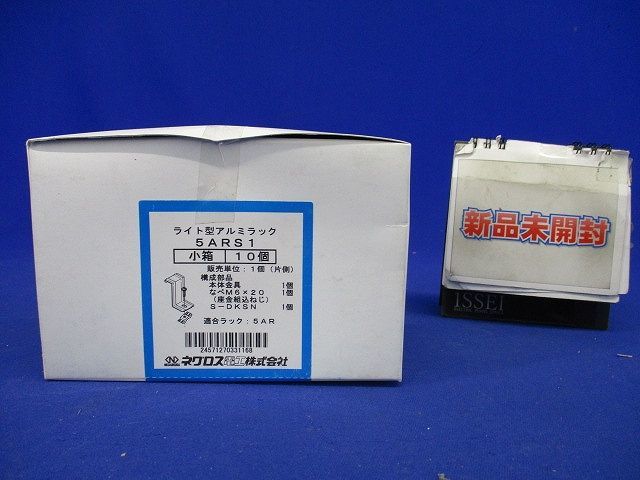 ライト型アルミラック
5ARS1
小箱 10個
販売単位：1個（片側）
構成部品
本体金具 1個
なべM6×20 1個
（座金組込ねじ）
S－DKSN 1個
適合ラック：5AR
24571270331168
ネグロス電工株式会社
新品未開封
ISSEI